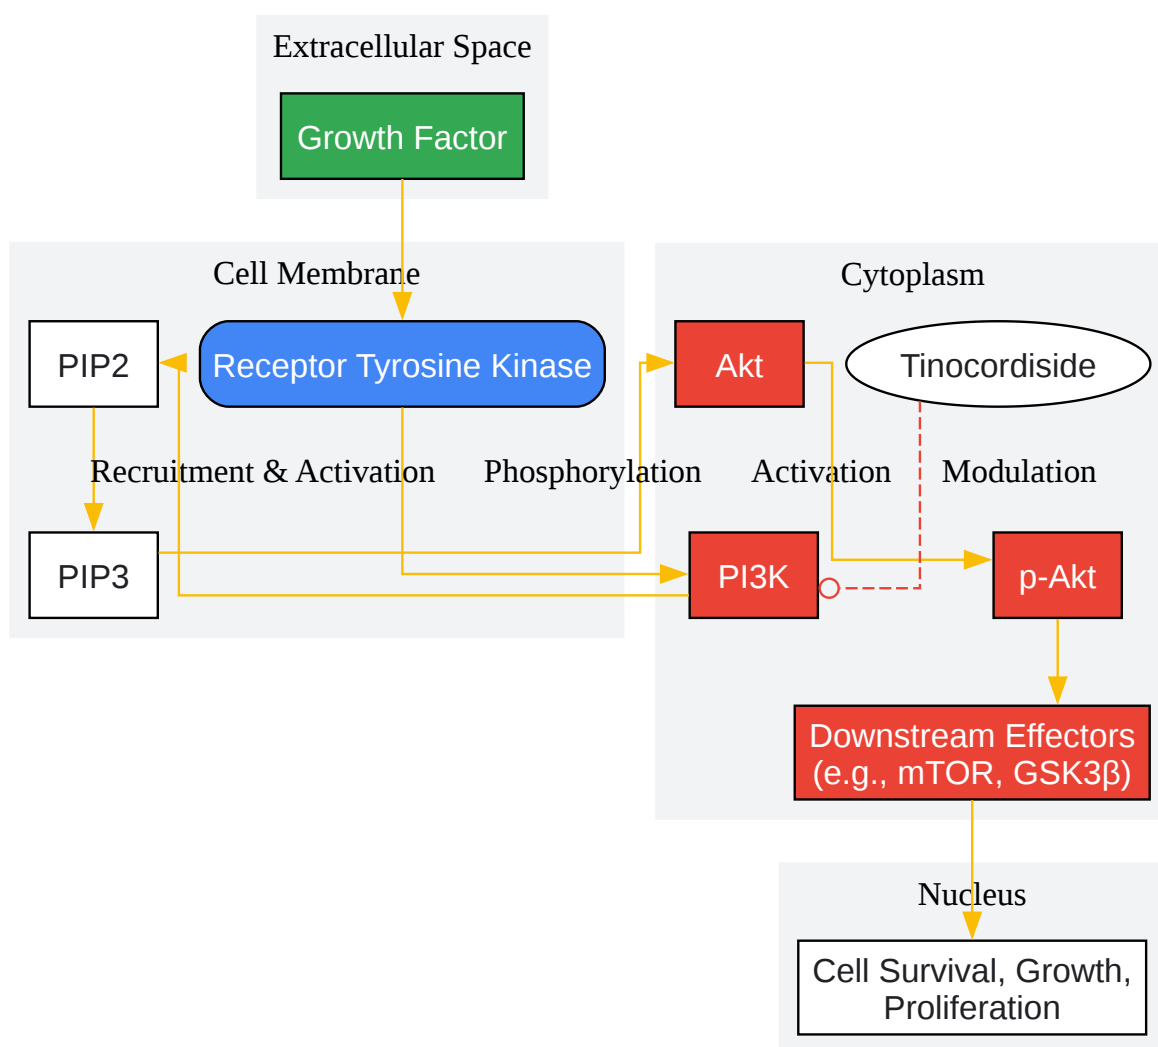 Extracellular Space
Growth Factor
Cell Membrane
Cytoplasm
PIP2
Receptor Tyrosine Kinase
Akt
Tinocordiside
Recruitment & Activation
Phosphorylation
Activation
Modulation
PIP3
PI3K
p-Akt
Downstream Effectors
(e.g., mTOR, GSK3β)
Nucleus
Cell Survival, Growth,
Proliferation